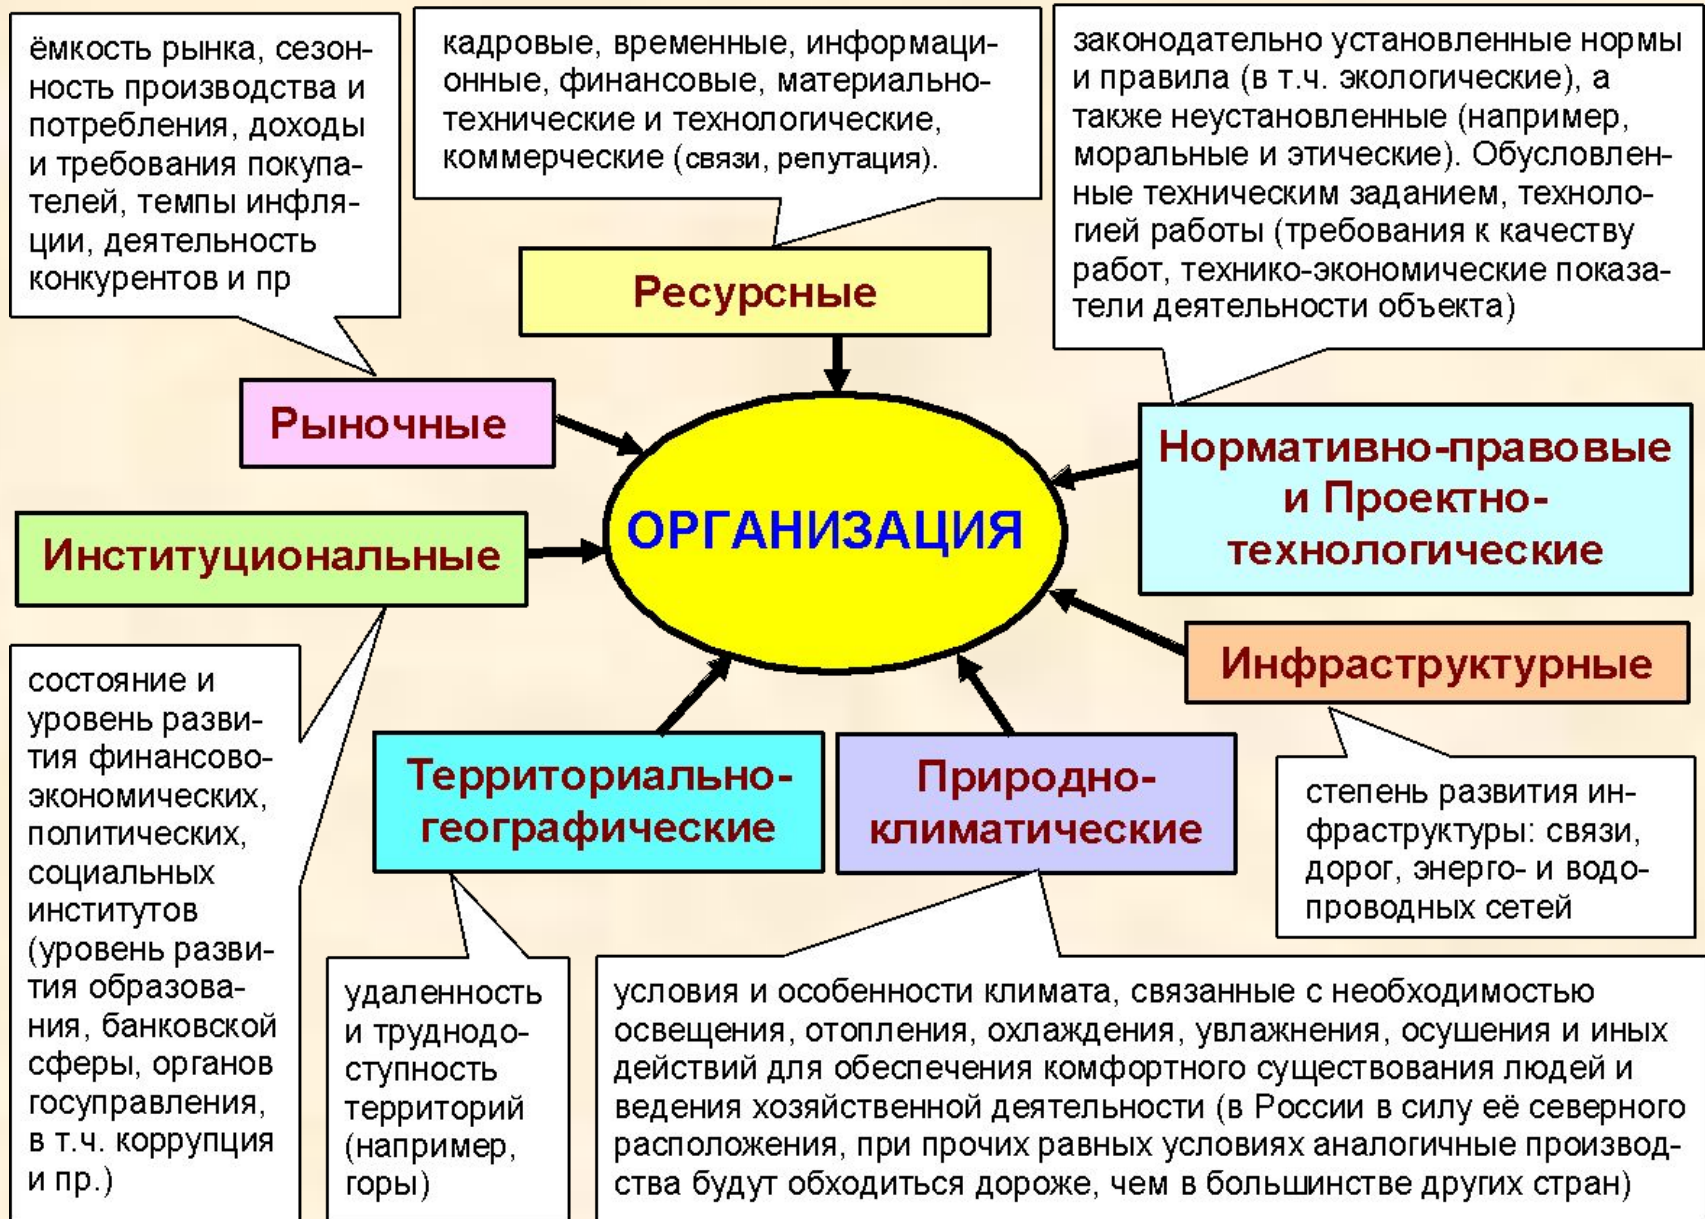 ёмкость рынка, сезон-
ность производства и
потребления, доходы
и требования покупа-
телей, темпы инфля-
ции, деятельность
конкурентов и пр
кадровые, временные, информаци-
онные, финансовые, материально-
технические и технологические,
коммерческие (связи, репутация).
законодательно установленные нормы
и правила (в т.ч. экологические), а
также неустановленные (например,
моральные и этические). Обусловлен-
ные техническим заданием, техноло-
гией работы (требования к качеству
работ, технико-экономические показа-
тели деятельности объекта)
Ресурсные
Рыночные
Нормативно-правовые
и Проектно-
технологические
ОРГАНИЗАЦИЯ
Институциональные
Инфраструктурные
Территориально-
географические
Природно-
климатические
состояние и
уровень разви-
тия финансово-
экономических,
политических,
социальных
институтов
(уровень разви-
тия образова-
ния, банковской
сферы, органов
госуправления,
в т.ч. коррупция
и пр.)
удаленность
и труднодо-
ступность
территорий
(например,
горы)
условия и особенности климата, связанные с необходимостью
освещения, отопления, охлаждения, увлажнения, осушения и иных
действий для обеспечения комфортного существования людей и
ведения хозяйственной деятельности (в России в силу её северного
расположения, при прочих равных условиях аналогичные производ-
ства будут обходиться дороже, чем в большинстве других стран)
степень развития ин-
фраструктуры: связи,
дорог, энерго- и водо-
проводных сетей